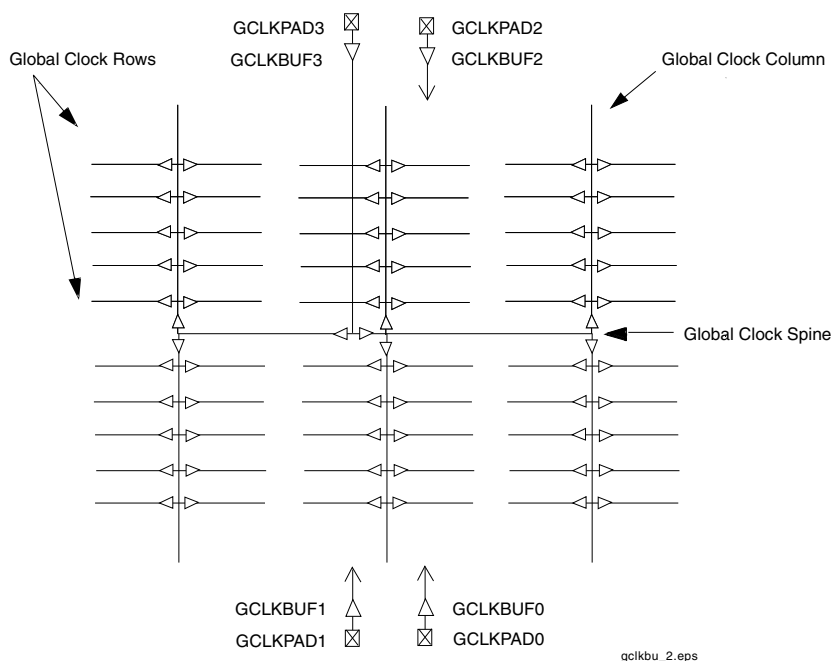 GCLKPAD3
GCLKPAD2
Global Clock Rows
GCLKBUF3
GCLKBUF2
Global Clock Column
Global Clock Spine
GCLKBUF1
GCLKBUF0
GCLKPAD1
GCLKPAD0
gclkbu_2.eps